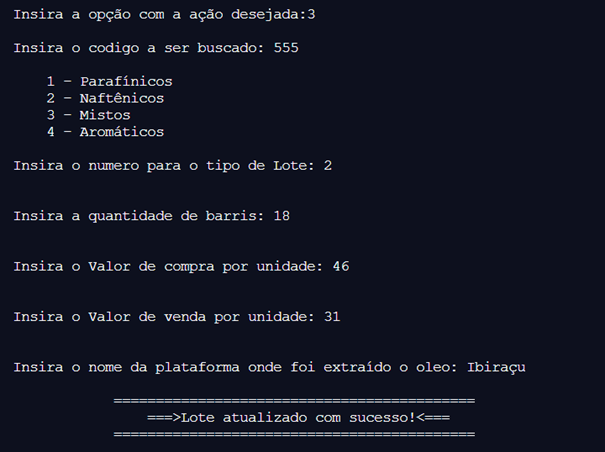 Insira a opção com a ação desejada:3
Insira o codigo a ser buscado: 555
1 - Parafínicos
2 - Naftênicos
3 - Mistos
4 - Aromáticos
Insira o numero para o tipo de Lote: 2
Insira a quantidade de barris: 18
Insira o Valor de compra por unidade: 46
Insira o Valor de venda por unidade: 31
Insira o nome da plataforma onde foi extraído o oleo: Ibiraçu
===========================================
===>Lote atualizado com sucesso!<===
===========================================